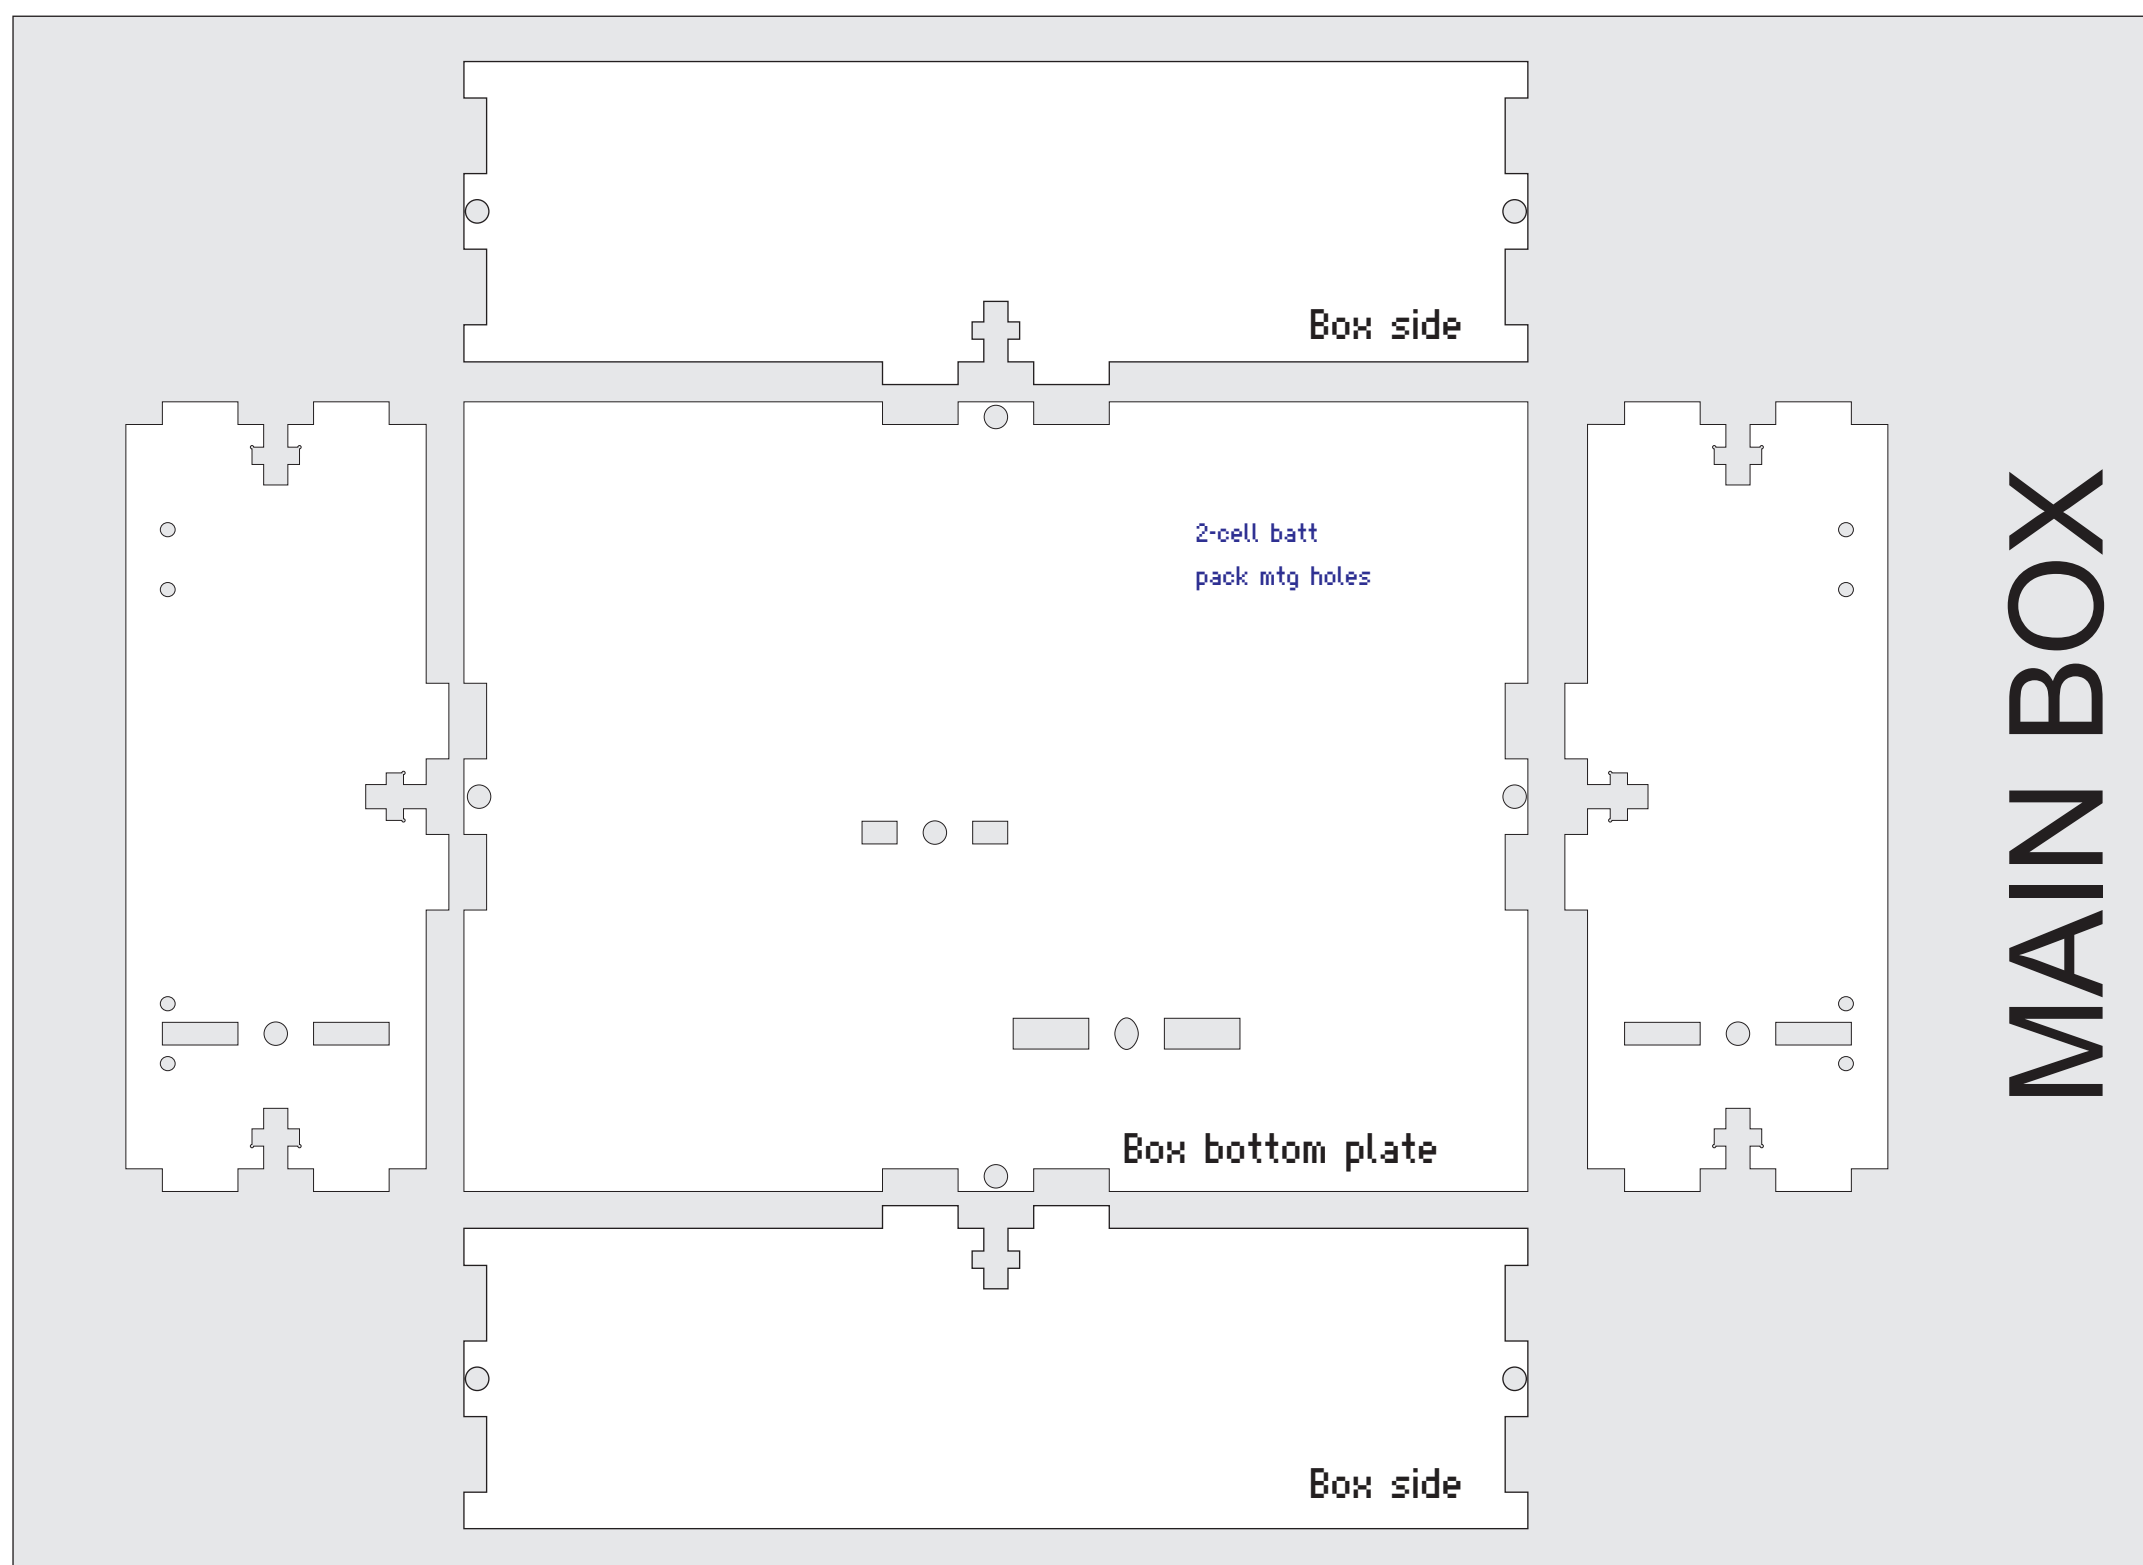 Box side
2-cell batt
pack mtg holes
MAIN BOX
Box bottom plate
Box side